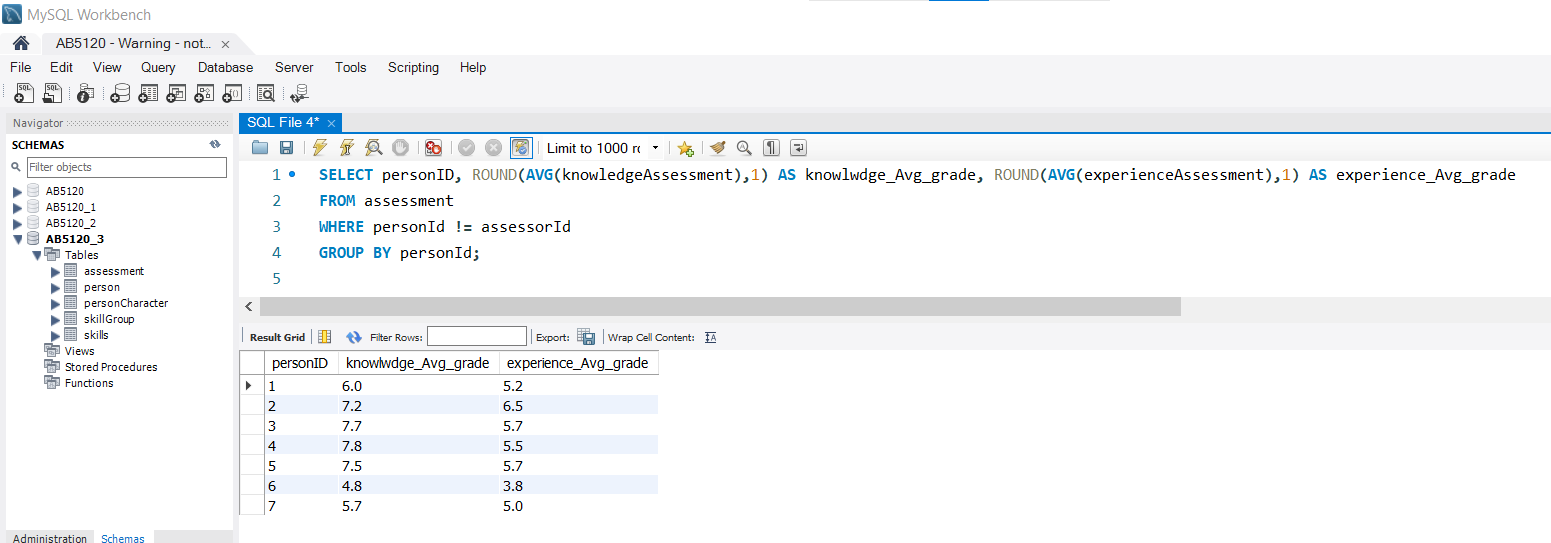 MySQL Workbench
AB5120 - Warning - not... ×
File Edit View Query Database Server Tools Scripting Help
Navigator
SQL File 4* ×
SCHEMAS
Filter objects
Limit to 1000 rc
AB5120
AB5120_1
AB5120_2
AB5120_3
Tables
assessment
person
personCharacter
skillGroup
skills
Views
Stored Procedures
Functions
Administration Schemas
1 SELECT personID, ROUND(AVG(knowledgeAssessment),1) AS knowlwdge_Avg_grade, ROUND(AVG(experienceAssessment),1) AS experience_Avg_grade
2 FROM assessment
3 WHERE personId != assessorId
4 GROUP BY personId;
5
Result Grid Filter Rows: Export: Wrap Cell Content:
personID knowlwdge_Avg_grade experience_Avg_grade
1 6.0 5.2
2 7.2 6.5
3 7.7 5.7
4 7.8 5.5
5 7.5 5.7
6 4.8 3.8
7 5.7 5.0